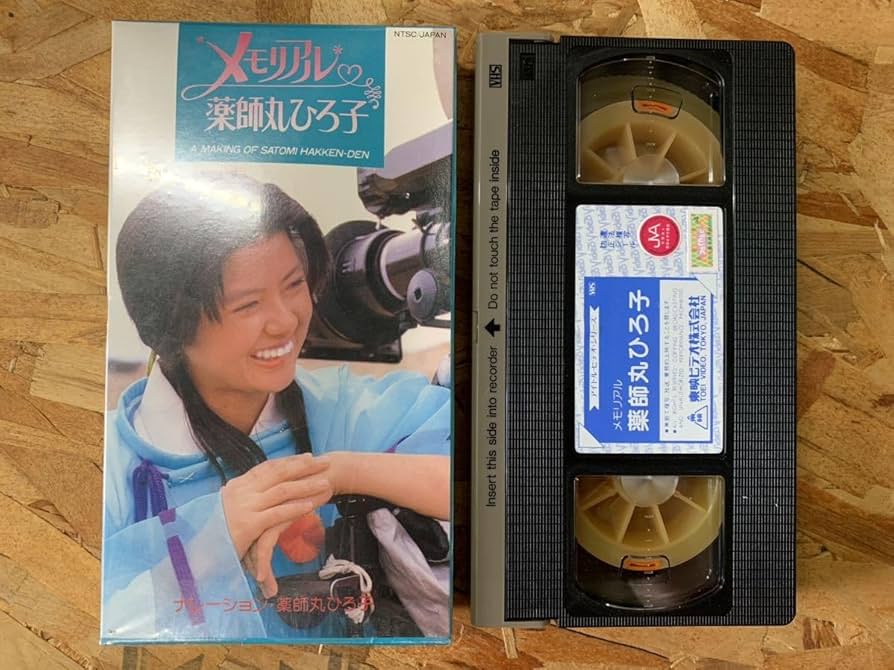 NTSC/JAPAN
メモリアル
薬師丸ひろ子
A MAKING OF SATOMI HAKKEN-DEN
ナレーション・薬師丸ひろ子
VHS
Insert this side into recorder
Do not touch the tape inside
JVA
VHS
アイドル・ビデオ・シリーズ
メモリアル
薬師丸ひろ子
東映ビデオ株式会社
TOEI VIDEO, TOKYO, JAPAN